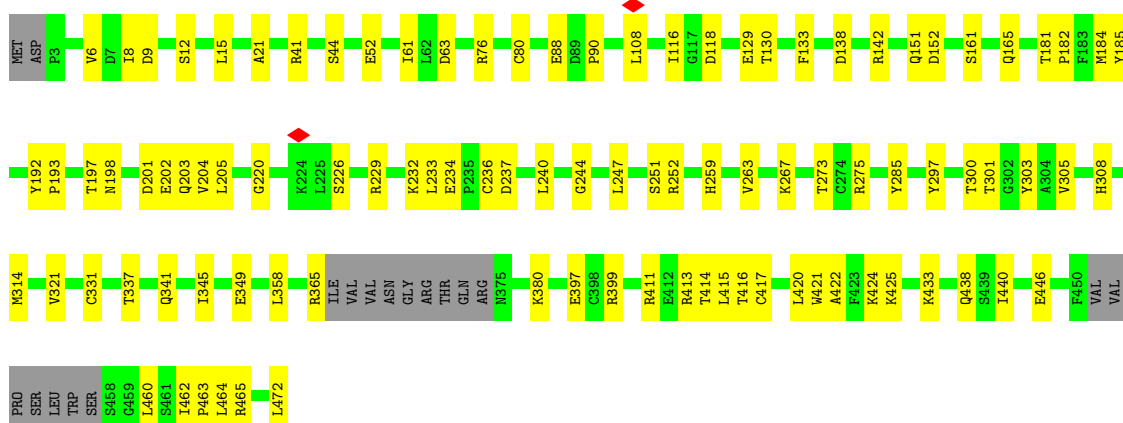 MET ASP P3 V6 D7 I8 D9 S12 L15 A21 R41 S44 E52 I61 L62 D63 R76 C80 E88 D89 P90 L108 I116 G117 D118 E129 T130 F133 D138 R142 Q151 D152 S161 Q165 T181 P182 F183 M184 Y185
Y192 P193 T197 N198 D201 E202 Q203 V204 L205 G220 K224 L225 S226 R229 K232 L233 E234 P235 C236 D237 L240 G244 L247 S251 R252 H259 V263 K267 T273 C274 R275 Y285 Y297 T300 T301 G302 Y303 A304 V305 H308
M314 V321 C331 T337 Q341 I345 E349 L358 R365 ILE VAL VAL ASN GLY ARG THR GLN ARG N375 K380 E397 C398 R399 R411 E412 R413 T414 L415 T416 C417 L420 W421 A422 F423 K424 K425 K433 Q438 S439 I440 E446 F450 VAL VAL
PRO SER LEU TRP SER S458 G459 L460 S461 I462 P463 L464 R465 L472